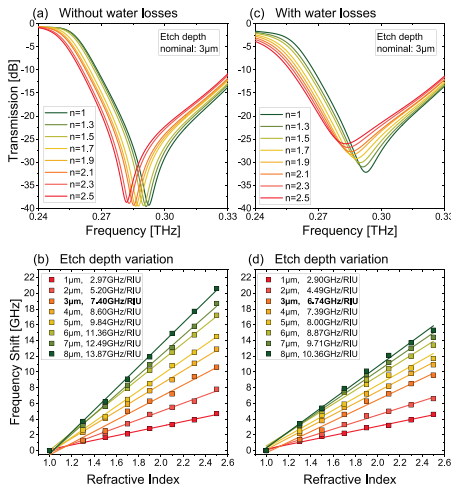 (a) Without water losses
Etch depth
nominal: 3µm
n=1
n=1.3
n=1.5
n=1.7
n=1.9
n=2.1
n=2.3
n=2.5
Transmission [dB]
0
-5
-10
-15
-20
-25
-30
-35
-40
0.24 0.27 0.30 0.33
Frequency [THz]
(c) With water losses
Etch depth
nominal: 3µm
n=1
n=1.3
n=1.5
n=1.7
n=1.9
n=2.1
n=2.3
n=2.5
0.24 0.27 0.30 0.33
Frequency [THz]
(b) Etch depth variation
1µm, 2.97GHz/RIU
2µm, 5.20GHz/RIU
3µm, 7.40GHz/RIU
4µm, 8.60GHz/RIU
5µm, 9.84GHz/RIU
6µm, 11.36GHz/RIU
7µm, 12.49GHz/RIU
8µm, 13.87GHz/RIU
Frequency Shift [GHz]
22
20
18
16
14
12
10
8
6
4
2
0
1.0 1.2 1.4 1.6 1.8 2.0 2.2 2.4 2.6
Refractive Index
(d) Etch depth variation
1µm, 2.90GHz/RIU
2µm, 4.49GHz/RIU
3µm, 6.74GHz/RIU
4µm, 7.39GHz/RIU
5µm, 8.00GHz/RIU
6µm, 8.87GHz/RIU
7µm, 9.71GHz/RIU
8µm, 10.36GHz/RIU
1.0 1.2 1.4 1.6 1.8 2.0 2.2 2.4 2.6
Refractive Index